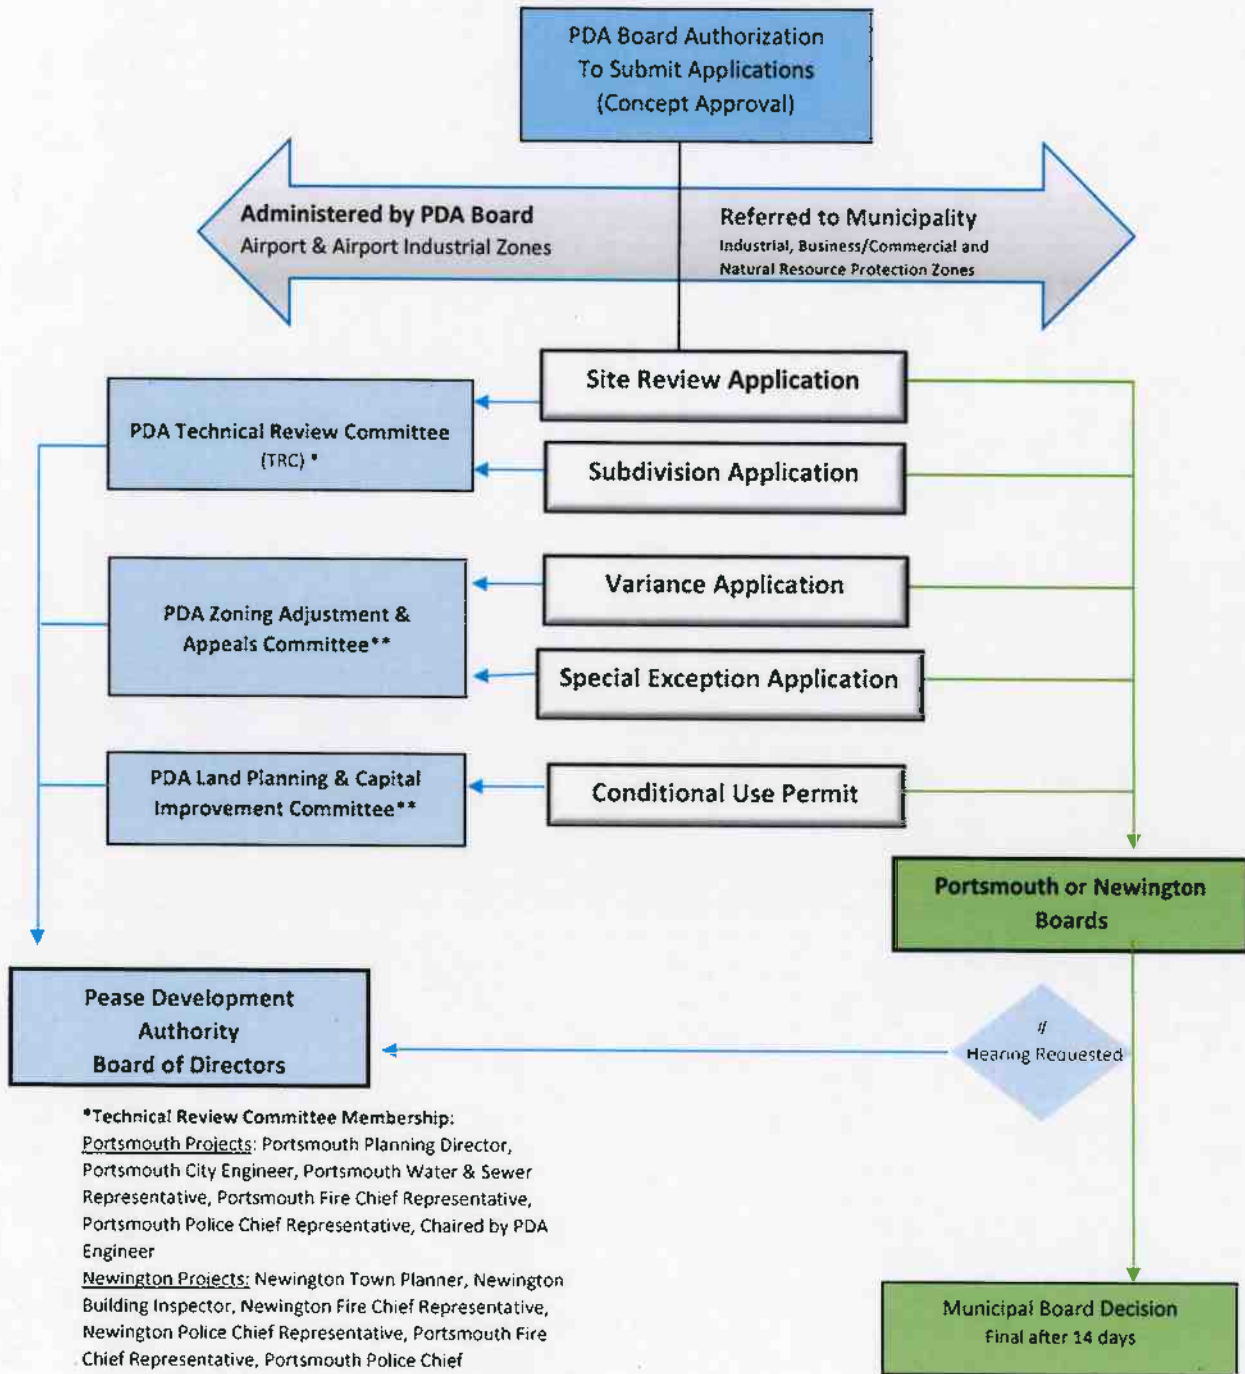 PDA Board Authorization
To Submit Applications
(Concept Approval)
Administered by PDA Board
Airport & Airport Industrial Zones
Referred to Municipality
Industrial, Business/Commercial and
Natural Resource Protection Zones
Site Review Application
PDA Technical Review Committee
(TRC) *
Subdivision Application
Variance Application
PDA Zoning Adjustment &
Appeals Committee**
Special Exception Application
PDA Land Planning & Capital
Improvement Committee**
Conditional Use Permit
Portsmouth or Newington
Boards
Pease Development
Authority
Board of Directors
If
Hearing Requested
*Technical Review Committee Membership:
Portsmouth Projects: Portsmouth Planning Director,
Portsmouth City Engineer, Portsmouth Water & Sewer
Representative, Portsmouth Fire Chief Representative,
Portsmouth Police Chief Representative, Chaired by PDA
Engineer
Newington Projects: Newington Town Planner, Newington
Building Inspector, Newington Fire Chief Representative,
Newington Police Chief Representative, Portsmouth Fire
Chief Representative, Portsmouth Police Chief
Municipal Board Decision
Final after 14 days